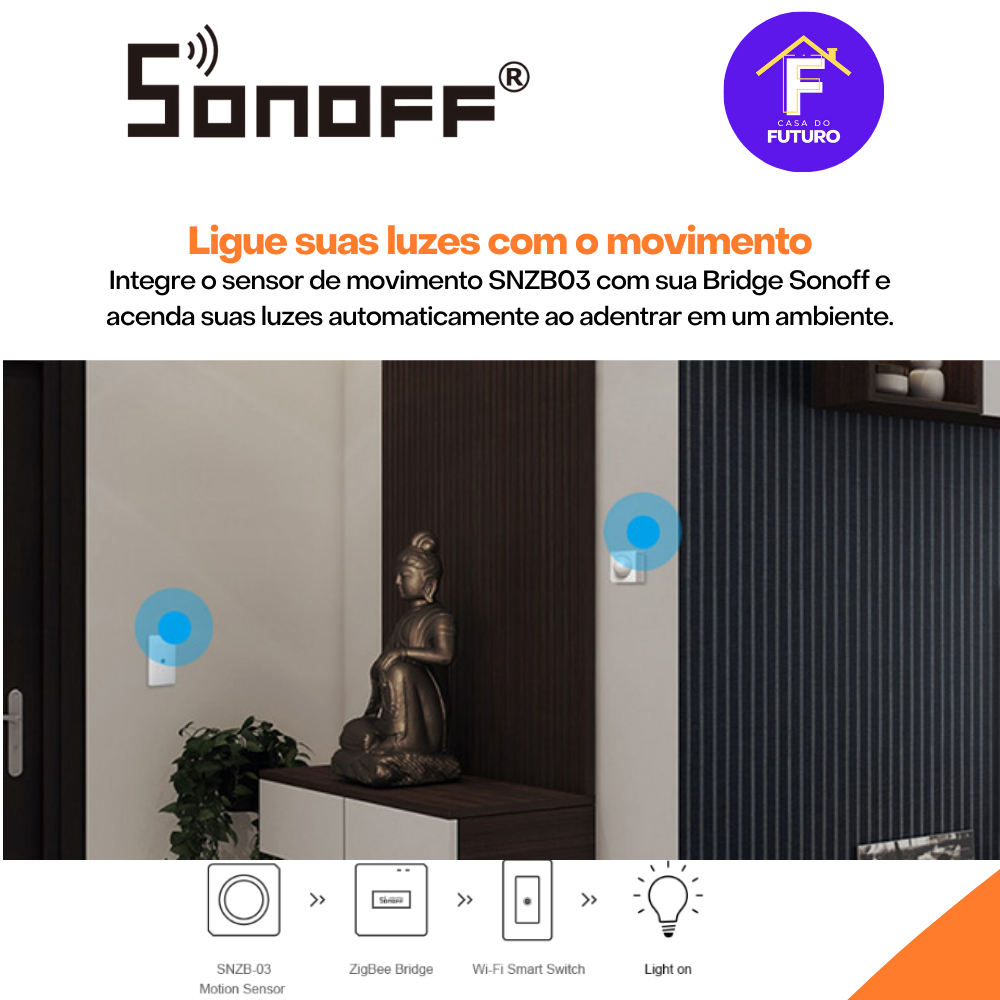 SONOFF®
F
CASA DO
FUTURO
Ligue suas luzes com o movimento
Integre o sensor de movimento SNZB03 com sua Bridge Sonoff e
acenda suas luzes automaticamente ao adentrar em um ambiente.
SONOFF
SNZB-03
Motion Sensor
ZigBee Bridge
Wi-Fi Smart Switch
Light on